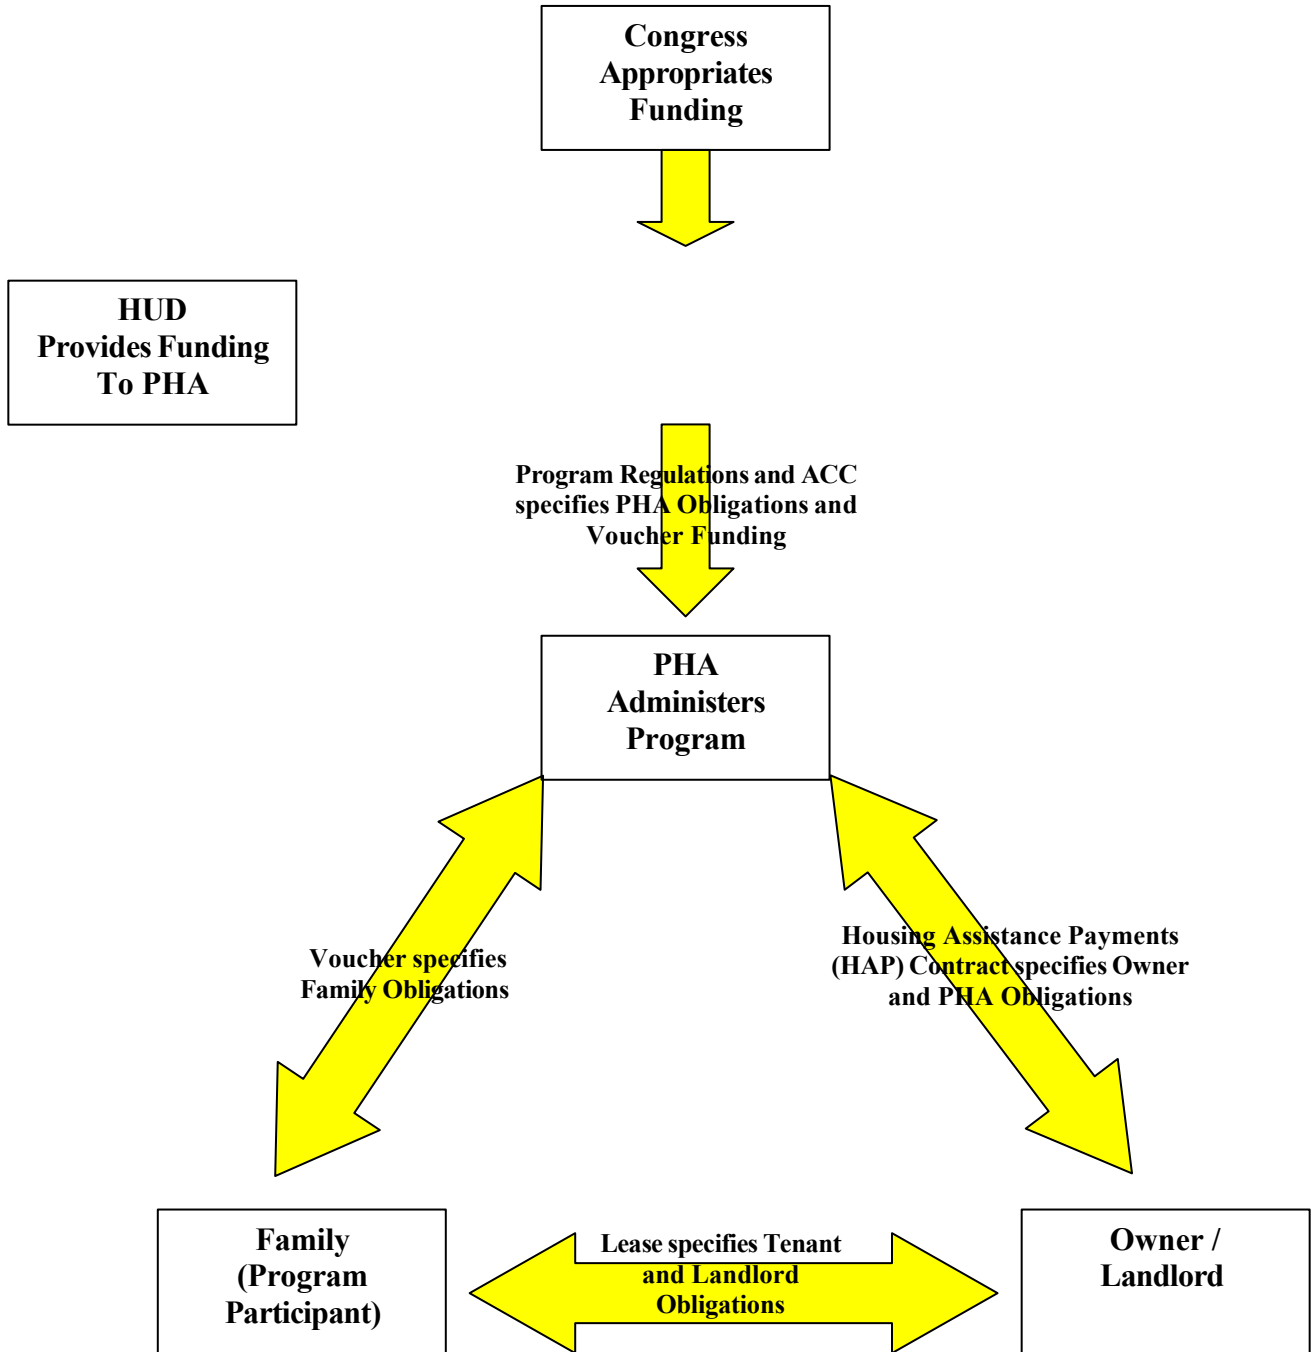 Congress
Appropriates
Funding
HUD
Provides Funding
To PHA
Program Regulations and ACC
specifies PHA Obligations and
Voucher Funding
PHA
Administers
Program
Voucher specifies
Family Obligations
Housing Assistance Payments
(HAP) Contract specifies Owner
and PHA Obligations
Family
(Program
Participant)
Lease specifies Tenant
and Landlord
Obligations
Owner /
Landlord